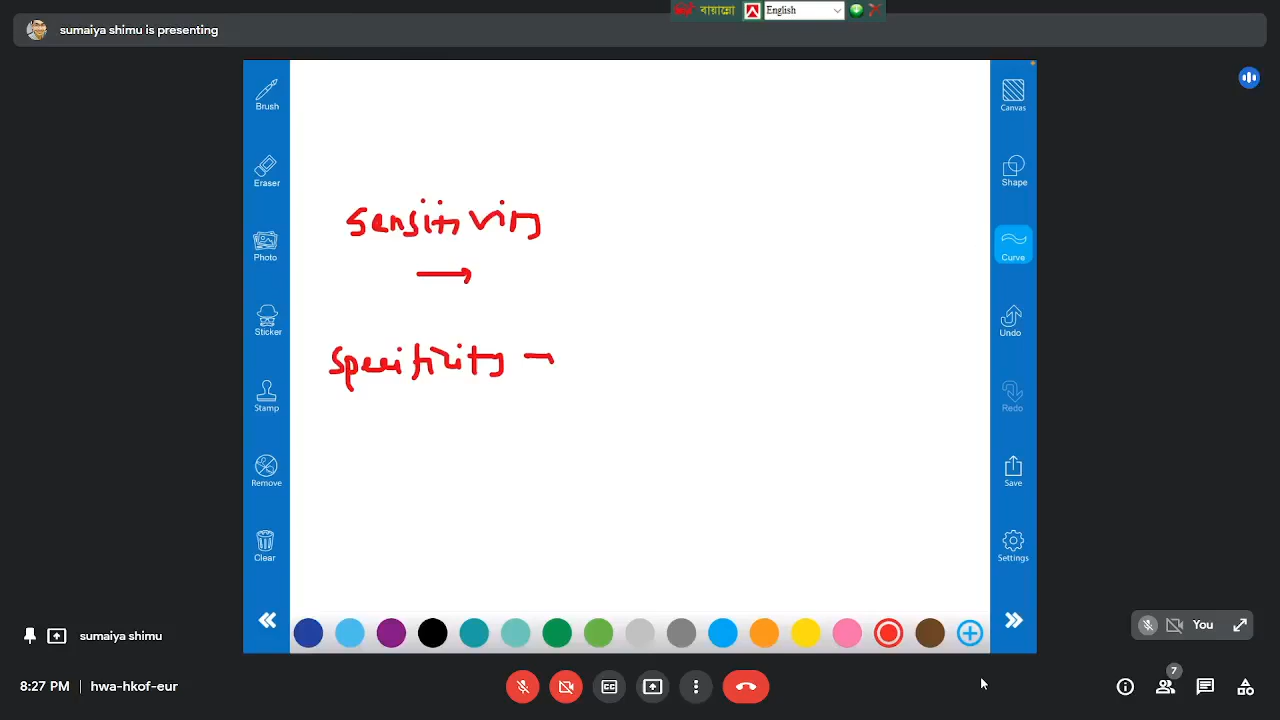 বায়ান্নো English
sumaiya shimu is presenting
Brush
Canvas
Eraser
Shape
Sensitivity
Photo
Curve
→
Sticker
Undo
Specificity →
Stamp
Redo
Remove
Save
Clear
Settings
sumaiya shimu
You
8:27 PM | hwa-hkof-eur
CC
7